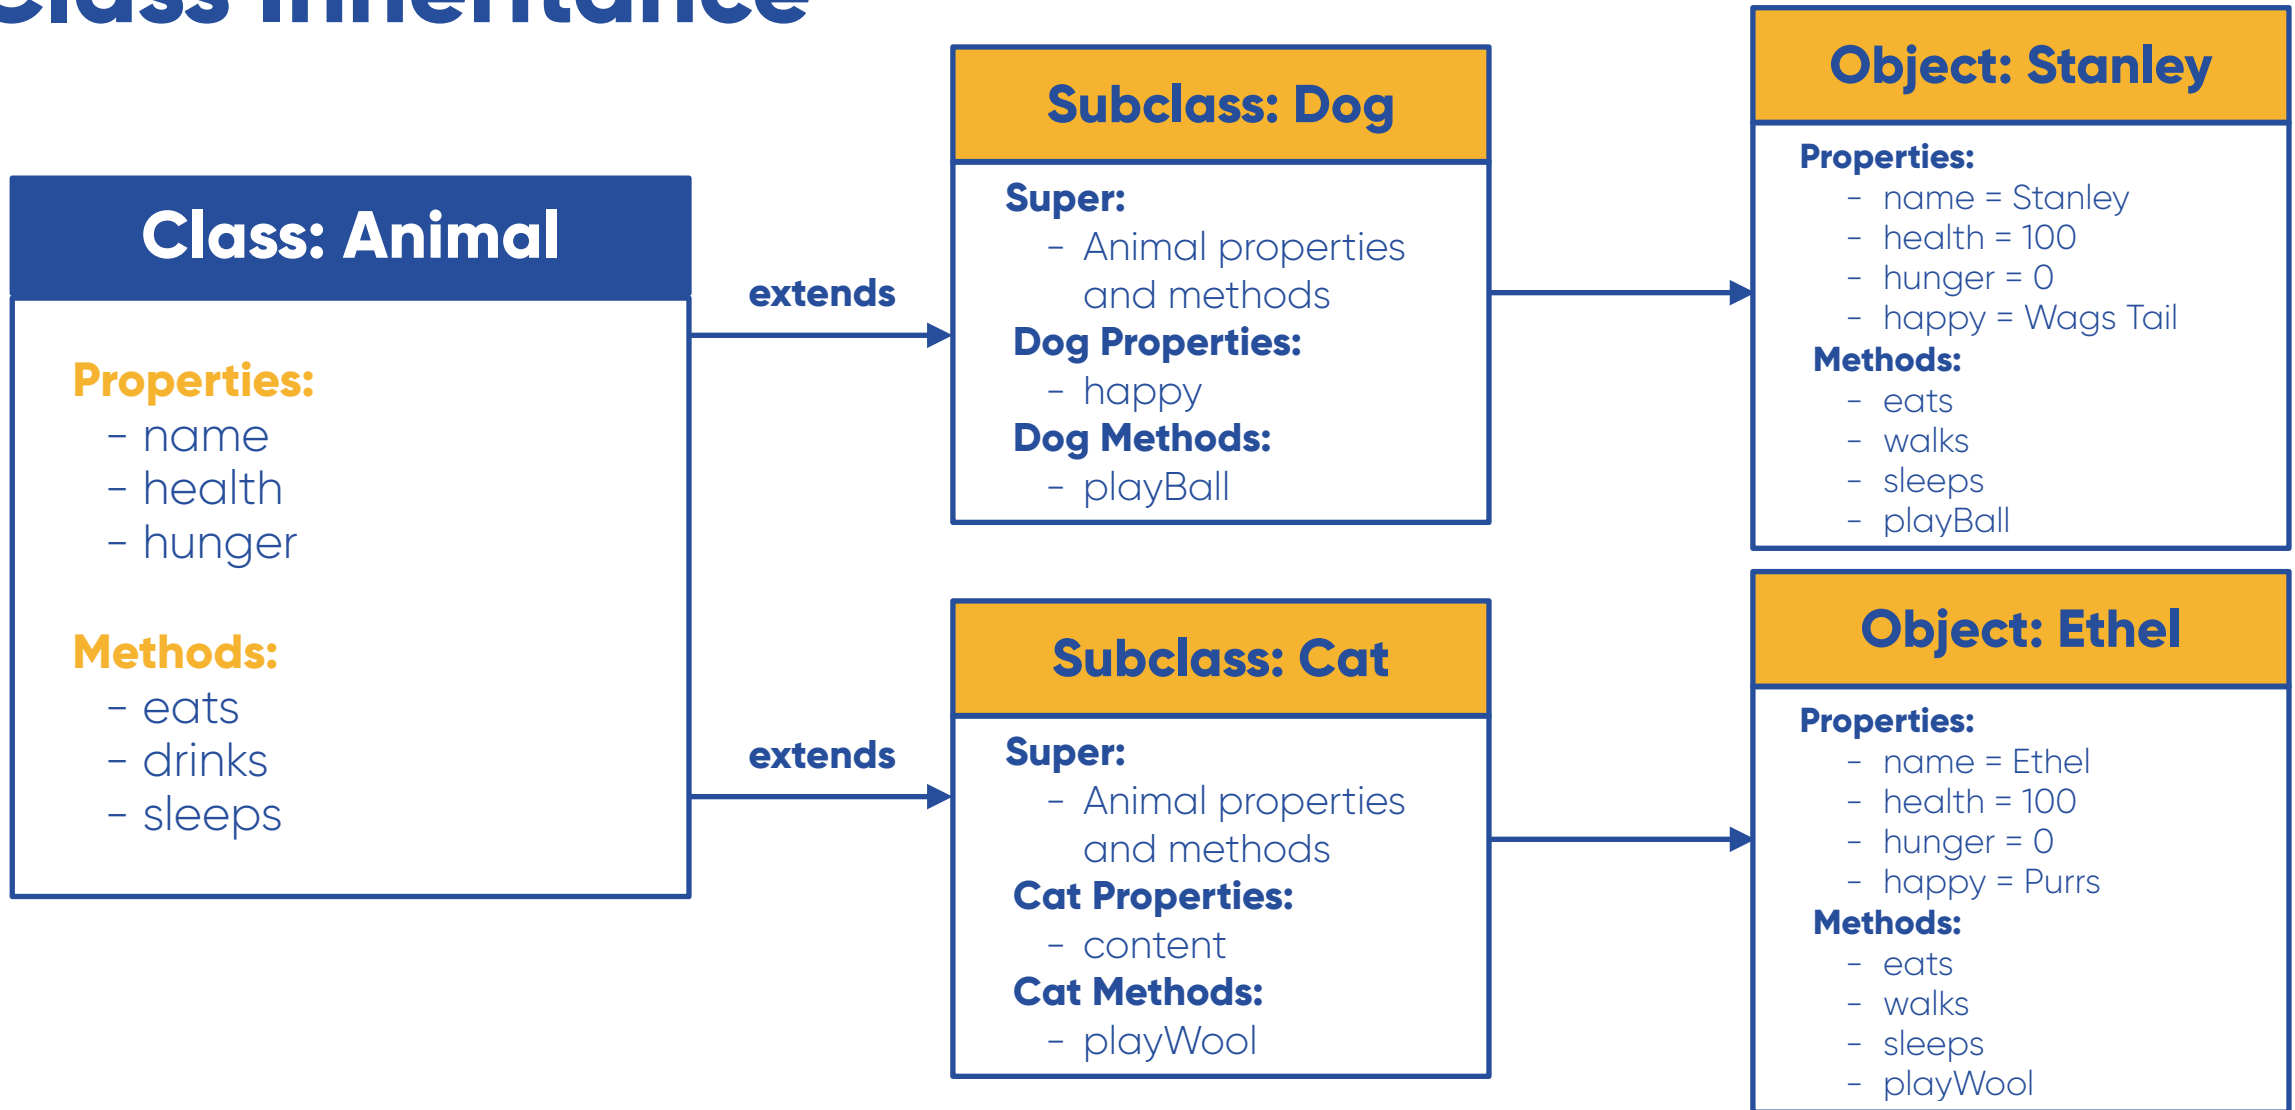 Class Inheritance
Class: Animal
Properties:
- name
- health
- hunger
Methods:
- eats
- drinks
- sleeps
extends
extends
Subclass: Dog
Super:
- Animal properties
and methods
Dog Properties:
- happy
Dog Methods:
- playBall
Subclass: Cat
Super:
- Animal properties
and methods
Cat Properties:
- content
Cat Methods:
- playWool
Object: Stanley
Properties:
- name = Stanley
- health = 100
- hunger = 0
- happy = Wags Tail
Methods:
- eats
- walks
- sleeps
- playBall
Object: Ethel
Properties:
- name = Ethel
- health = 100
- hunger = 0
- happy = Purrs
Methods:
- eats
- walks
- sleeps
- playWool